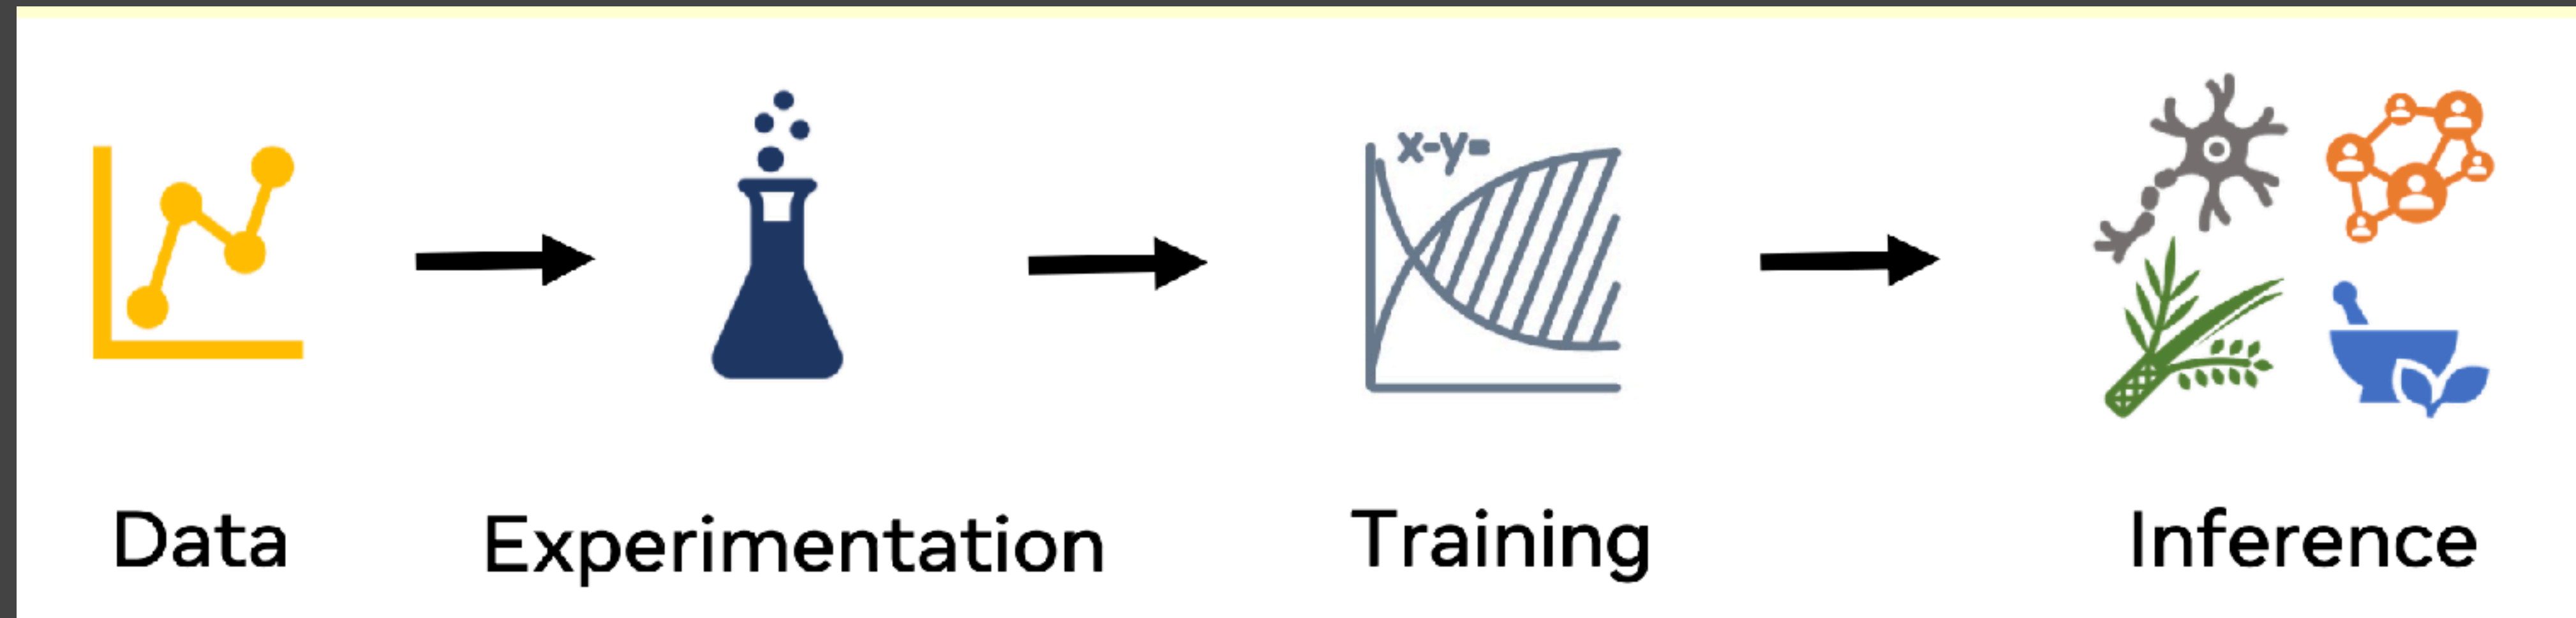 x-y=
Data
Experimentation
Training
Inference